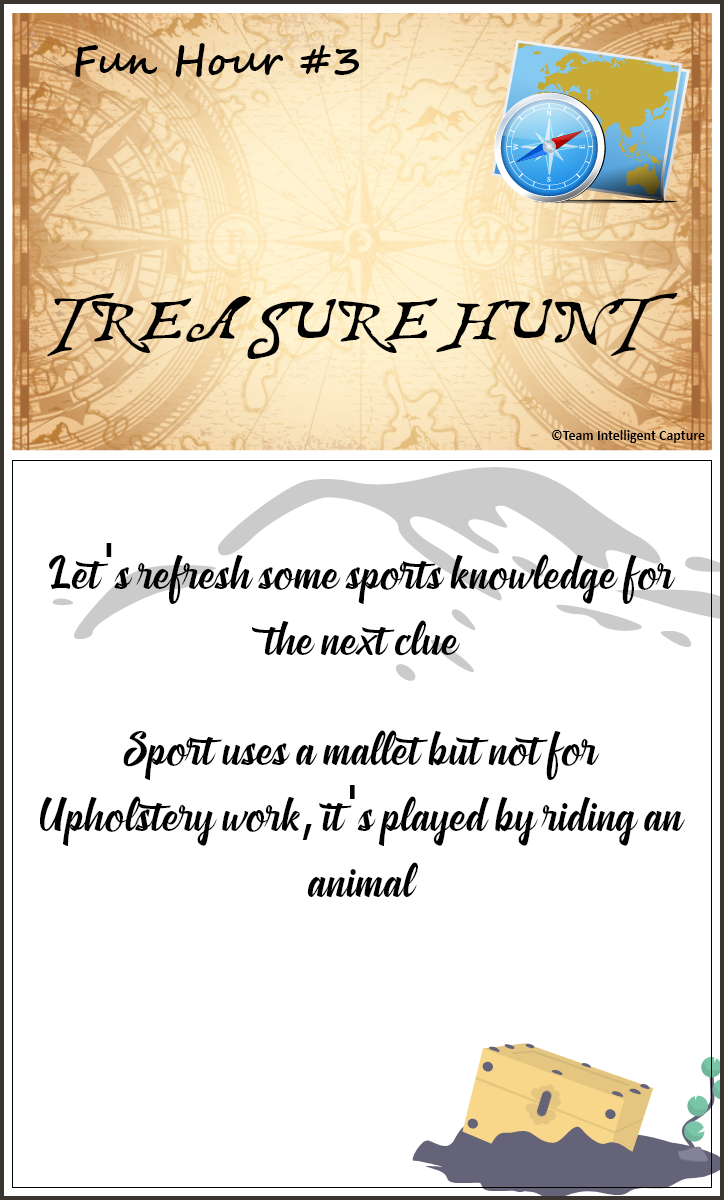 Fun Hour #3
N
E
S
W
E
W
TREASURE HUNT
©Team Intelligent Capture
Let's refresh some sports knowledge for
the next clue
Sport uses a mallet but not for
Upholstery work, it's played by riding an
animal